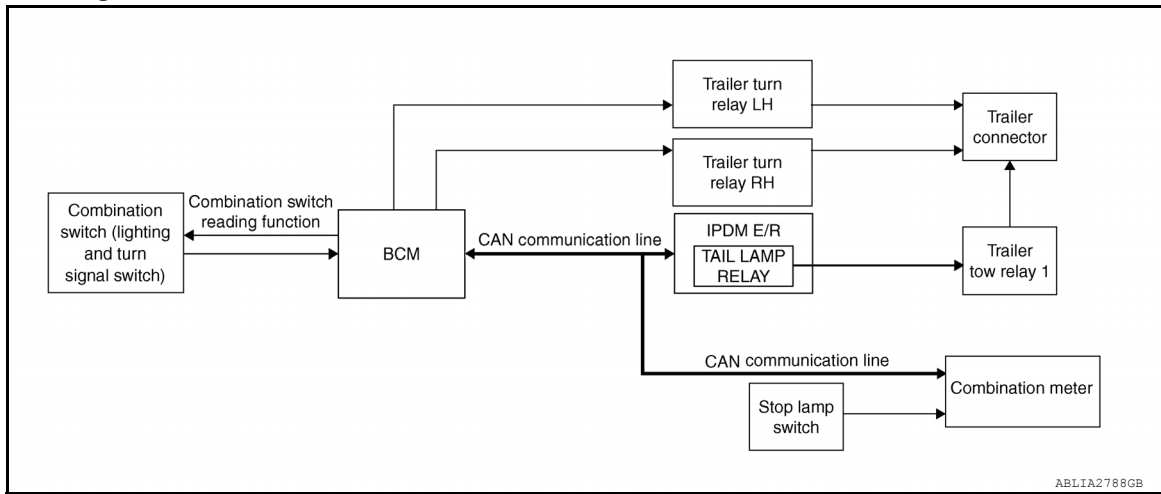 Trailer turn
relay LH
Trailer
connector
Trailer turn
relay RH
Combination
switch (lighting
and turn
signal switch)
Combination switch
reading function
BCM
CAN communication line
IPDM E/R
TAIL LAMP
RELAY
Trailer
tow relay 1
CAN communication line
Combination meter
Stop lamp
switch
ABLIA2788GB